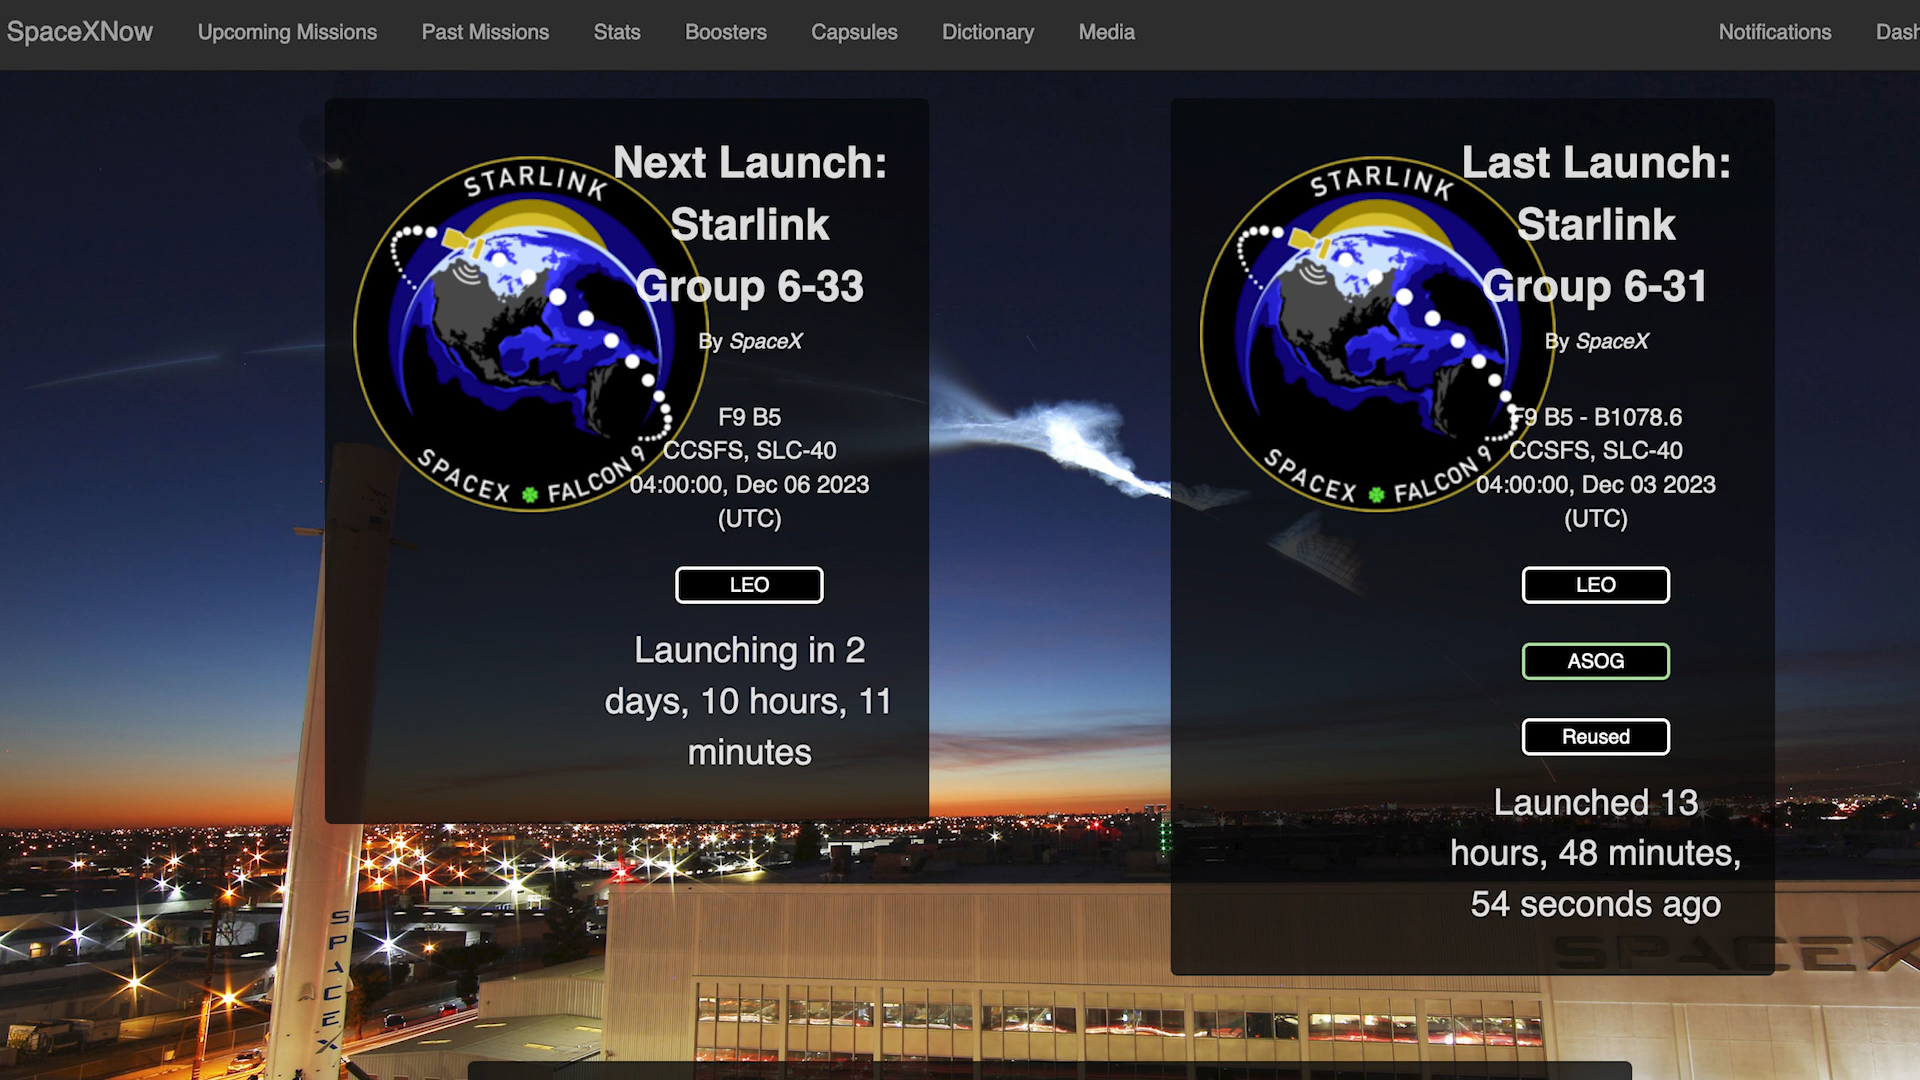 SpaceXNow Upcoming Missions Past Missions Stats Boosters Capsules Dictionary Media Notifications Dash
STARLINK
SPACEX FALCON 9
Next Launch:
Starlink
Group 6-33
By SpaceX
F9 B5
CCSFS, SLC-40
04:00:00, Dec 06 2023
(UTC)
LEO
Launching in 2
days, 10 hours, 11
minutes
STARLINK
SPACEX FALCON 9
Last Launch:
Starlink
Group 6-31
By SpaceX
F9 B5 - B1078.6
CCSFS, SLC-40
04:00:00, Dec 03 2023
(UTC)
LEO
ASOG
Reused
Launched 13
hours, 48 minutes,
54 seconds ago
SPACEX
SPACEX